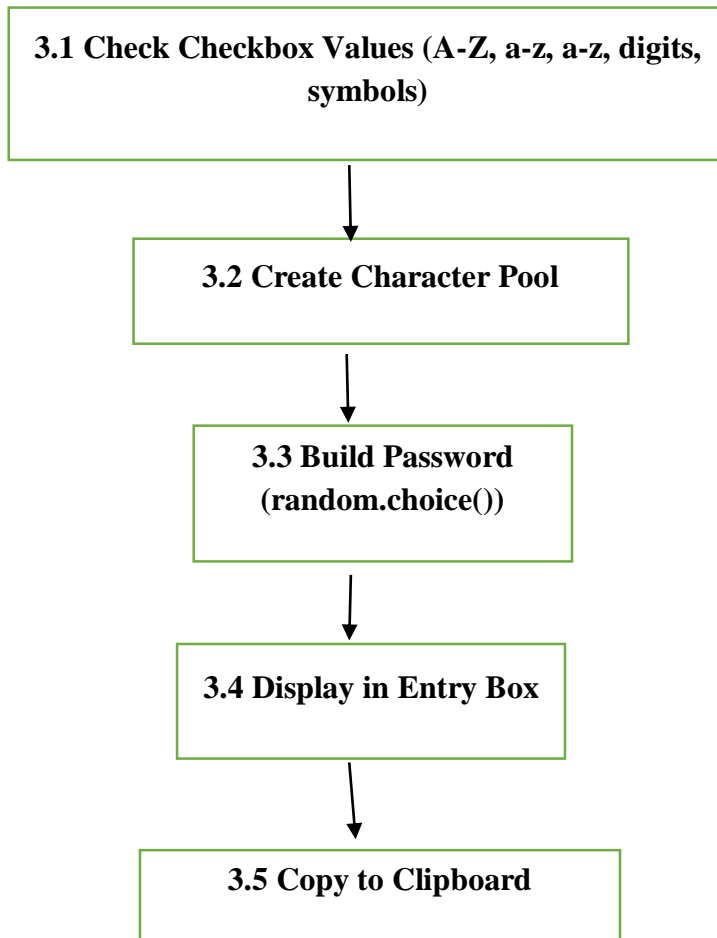 3.1 Check Checkbox Values (A-Z, a-z, a-z, digits,
symbols)
3.2 Create Character Pool
3.3 Build Password
(random.choice())
3.4 Display in Entry Box
3.5 Copy to Clipboard